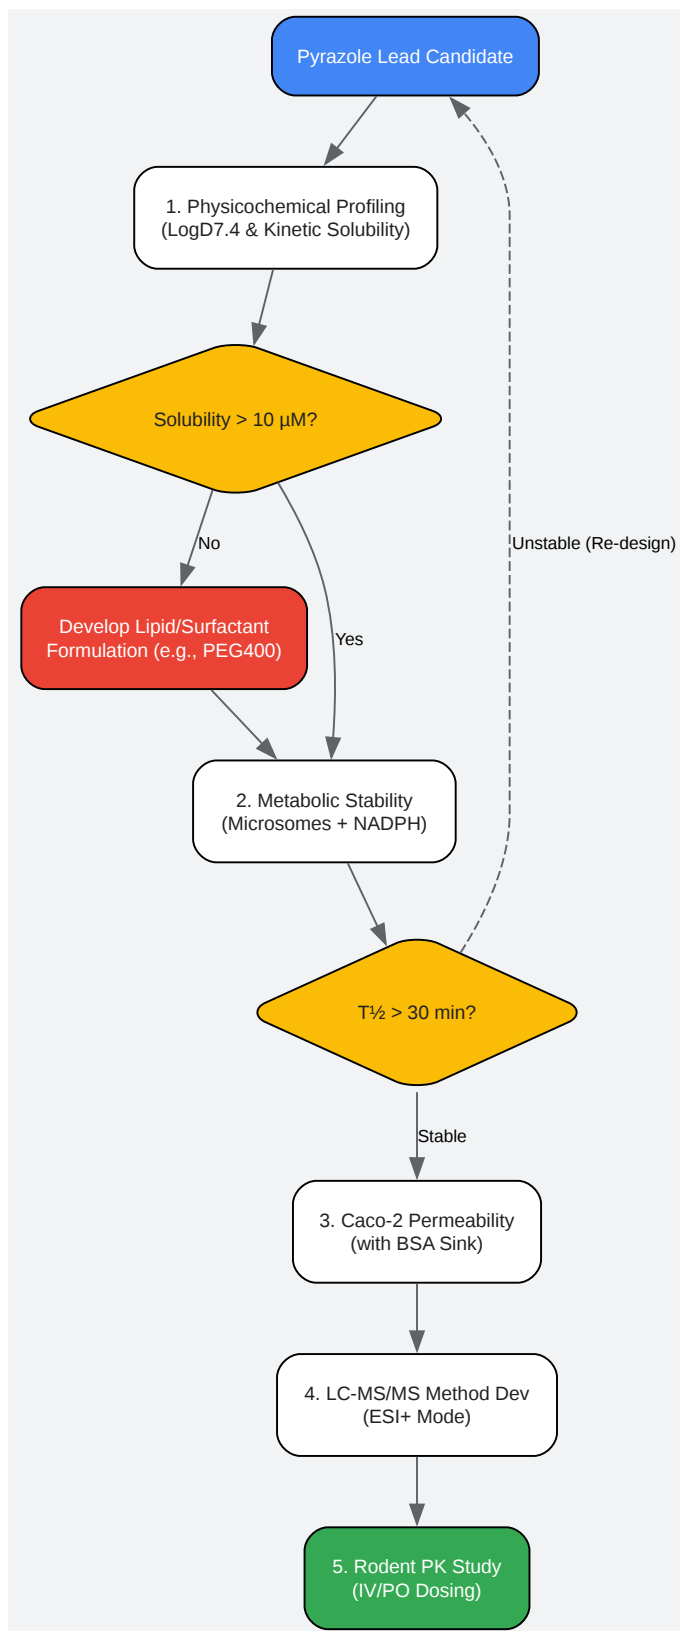 Pyrazole Lead Candidate
1. Physicochemical Profiling
(LogD7.4 & Kinetic Solubility)
Solubility > 10 µM?
No
Unstable (Re-design)
Develop Lipid/Surfactant
Formulation (e.g., PEG400)
Yes
2. Metabolic Stability
(Microsomes + NADPH)
T½ > 30 min?
Stable
3. Caco-2 Permeability
(with BSA Sink)
4. LC-MS/MS Method Dev
(ESI+ Mode)
5. Rodent PK Study
(IV/PO Dosing)